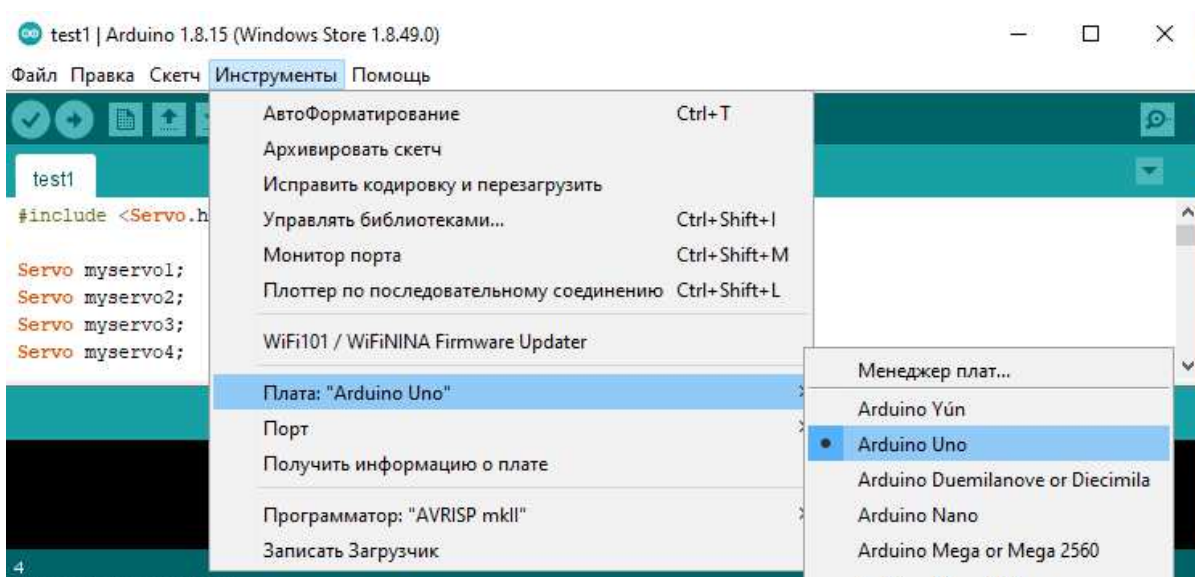 test1 | Arduino 1.8.15 (Windows Store 1.8.49.0)
Файл Правка Скетч Инструменты Помощь
АвтоФорматирование Ctrl+T
Архивировать скетч
Исправить кодировку и перезагрузить
Управлять библиотеками... Ctrl+Shift+I
Монитор порта Ctrl+Shift+M
Плоттер по последовательному соединению Ctrl+Shift+L
WiFi101 / WiFiNINA Firmware Updater
Плата: "Arduino Uno"
Порт
Получить информацию о плате
Программатор: "AVRISP mkII"
Записать Загрузчик
test1
#include <Servo.h
Servo myservo1;
Servo myservo2;
Servo myservo3;
Servo myservo4;
Менеджер плат...
Arduino Yún
Arduino Uno
Arduino Duemilanove or Diecimila
Arduino Nano
Arduino Mega or Mega 2560
4